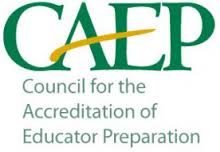 CAEP
Council for the
Accreditation of
Educator Preparation